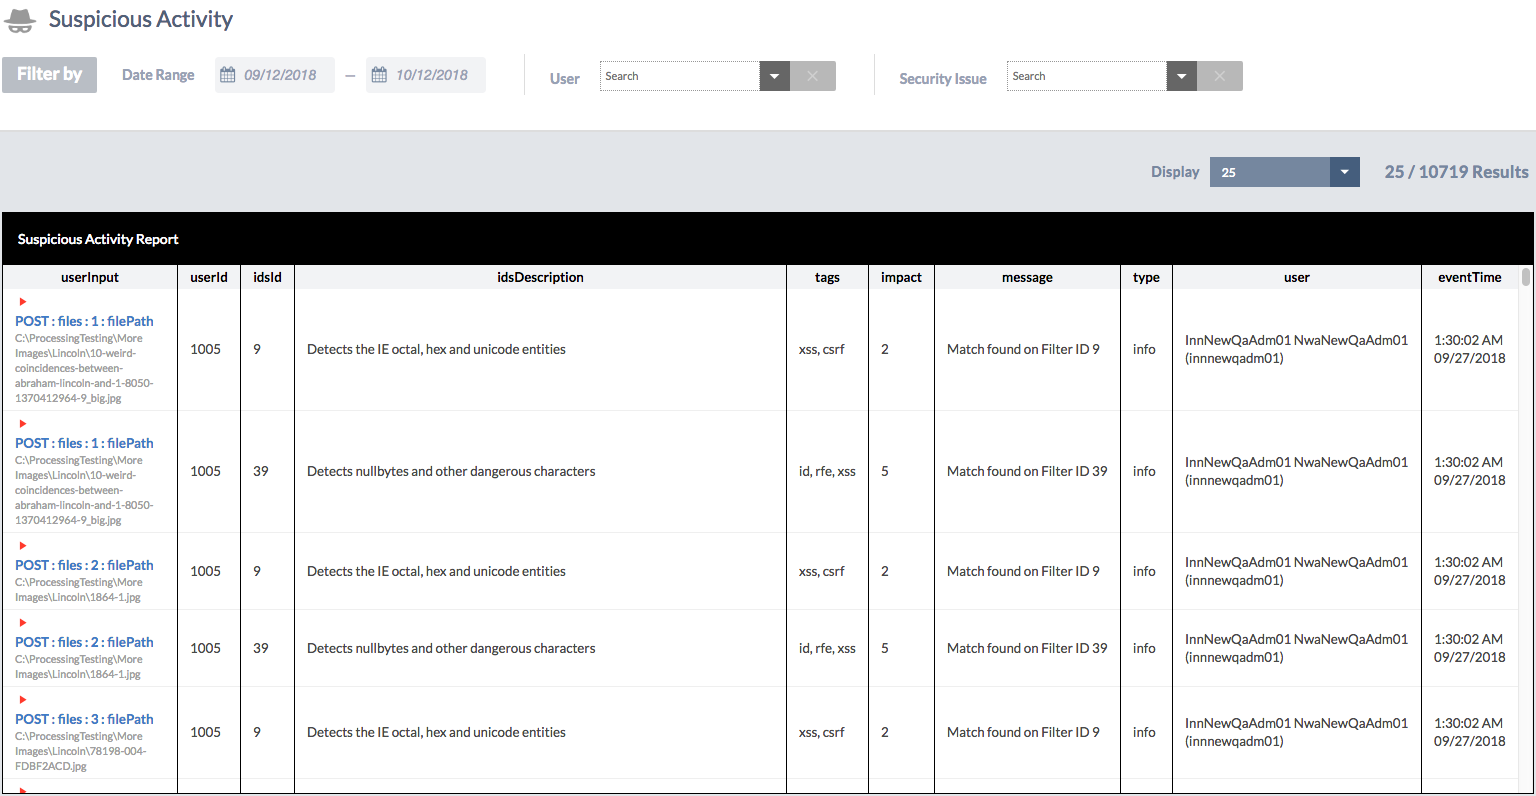 Suspicious Activity
Filter by
Date Range
09/12/2018
–
10/12/2018
User
Search
Security Issue
Search
Display
25
25 / 10719 Results
Suspicious Activity Report
userInput userId idsId idsDescription tags impact message type user eventTime
POST : files : 1 : filePath
C:\ProcessingTesting\More
Images\Lincoln\10-weird-
coincidences-between-
abraham-lincoln-and-1-8050-
1370412964-9_big.jpg
1005
9
Detects the IE octal, hex and unicode entities
xss, csrf
2
Match found on Filter ID 9
info
InnNewQaAdm01 NwaNewQaAdm01
(innnewqadm01)
1:30:02 AM
09/27/2018
POST : files : 1 : filePath
C:\ProcessingTesting\More
Images\Lincoln\10-weird-
coincidences-between-
abraham-lincoln-and-1-8050-
1370412964-9_big.jpg
1005
39
Detects nullbytes and other dangerous characters
id, rfe, xss
5
Match found on Filter ID 39
info
InnNewQaAdm01 NwaNewQaAdm01
(innnewqadm01)
1:30:02 AM
09/27/2018
POST : files : 2 : filePath
C:\ProcessingTesting\More
Images\Lincoln\1864-1.jpg
1005
9
Detects the IE octal, hex and unicode entities
xss, csrf
2
Match found on Filter ID 9
info
InnNewQaAdm01 NwaNewQaAdm01
(innnewqadm01)
1:30:02 AM
09/27/2018
POST : files : 2 : filePath
C:\ProcessingTesting\More
Images\Lincoln\1864-1.jpg
1005
39
Detects nullbytes and other dangerous characters
id, rfe, xss
5
Match found on Filter ID 39
info
InnNewQaAdm01 NwaNewQaAdm01
(innnewqadm01)
1:30:02 AM
09/27/2018
POST : files : 3 : filePath
C:\ProcessingTesting\More
Images\Lincoln\78198-004-
FDBF2ACD.jpg
1005
9
Detects the IE octal, hex and unicode entities
xss, csrf
2
Match found on Filter ID 9
info
InnNewQaAdm01 NwaNewQaAdm01
(innnewqadm01)
1:30:02 AM
09/27/2018